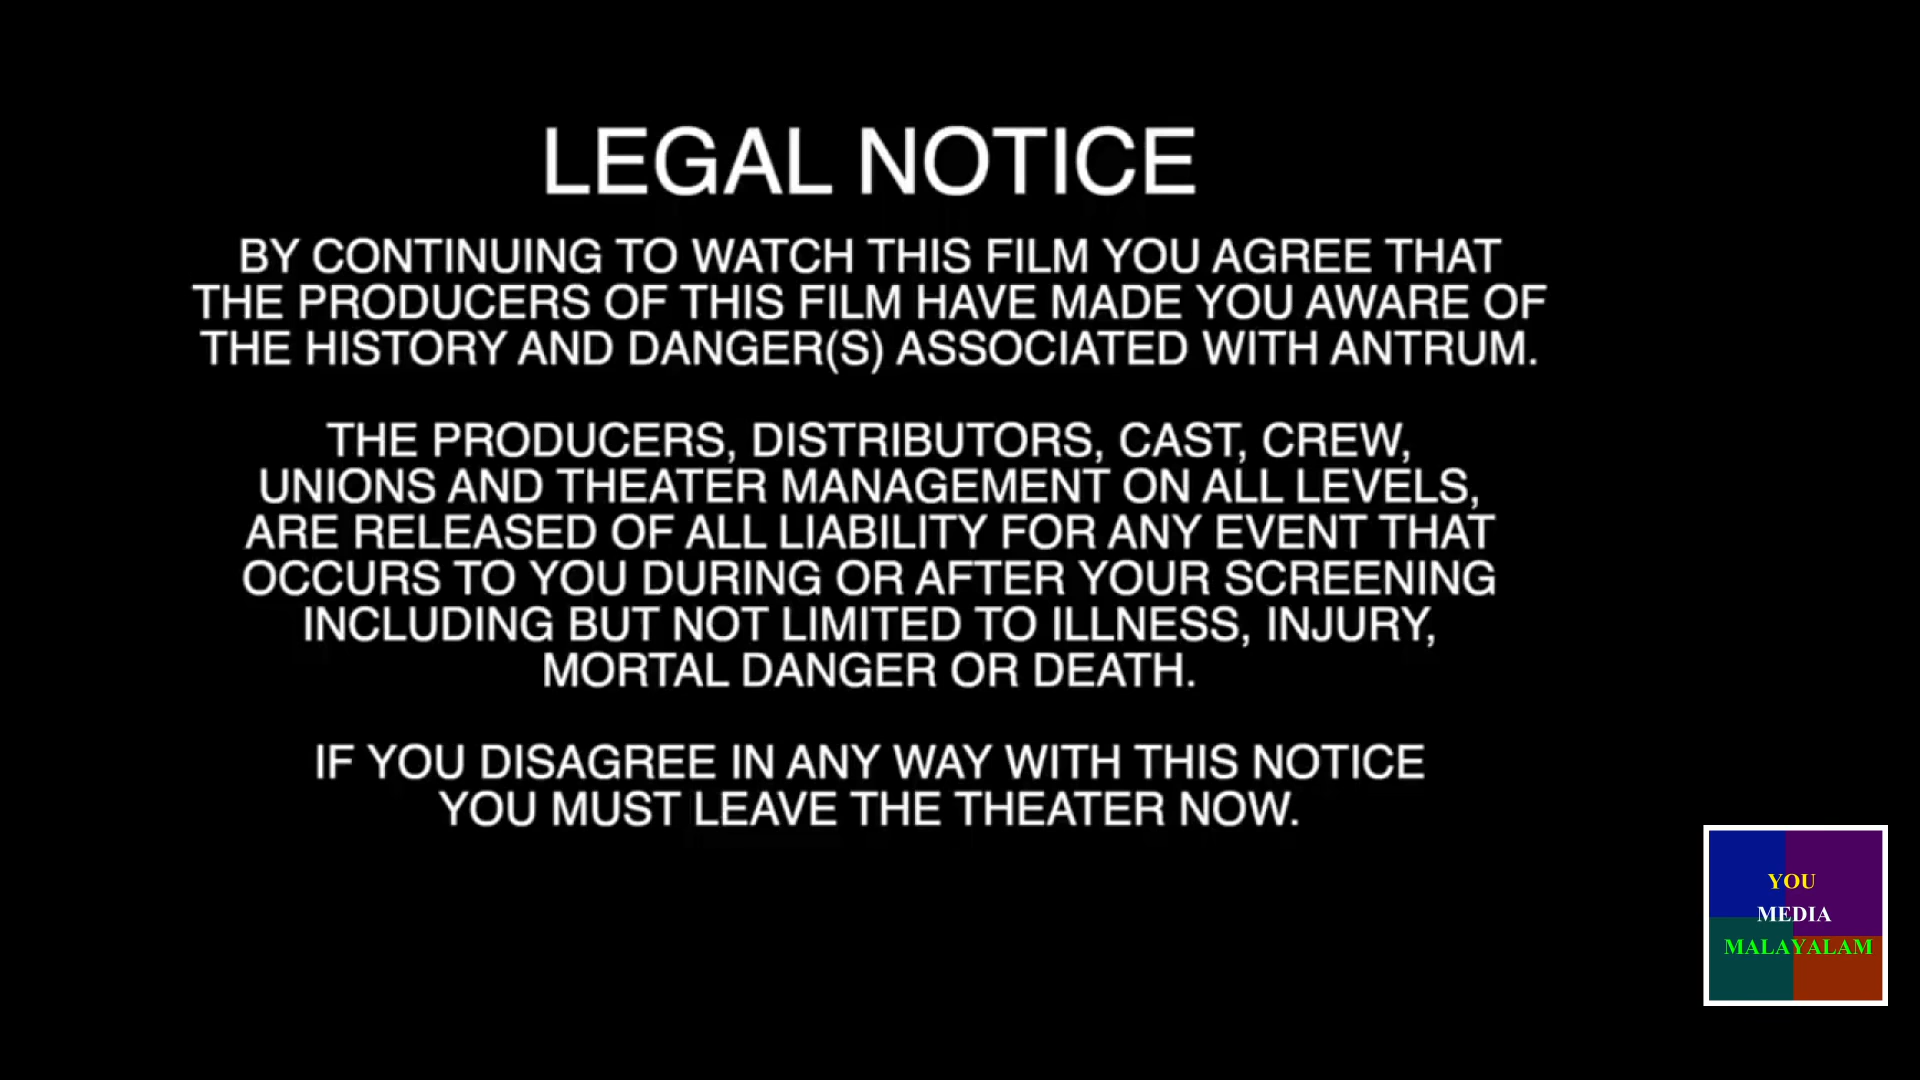 LEGAL NOTICE
BY CONTINUING TO WATCH THIS FILM YOU AGREE THAT
THE PRODUCERS OF THIS FILM HAVE MADE YOU AWARE OF
THE HISTORY AND DANGER(S) ASSOCIATED WITH ANTRUM.
THE PRODUCERS, DISTRIBUTORS, CAST, CREW,
UNIONS AND THEATER MANAGEMENT ON ALL LEVELS,
ARE RELEASED OF ALL LIABILITY FOR ANY EVENT THAT
OCCURS TO YOU DURING OR AFTER YOUR SCREENING
INCLUDING BUT NOT LIMITED TO ILLNESS, INJURY,
MORTAL DANGER OR DEATH.
IF YOU DISAGREE IN ANY WAY WITH THIS NOTICE
YOU MUST LEAVE THE THEATER NOW.
YOU
MEDIA
MALAYALAM